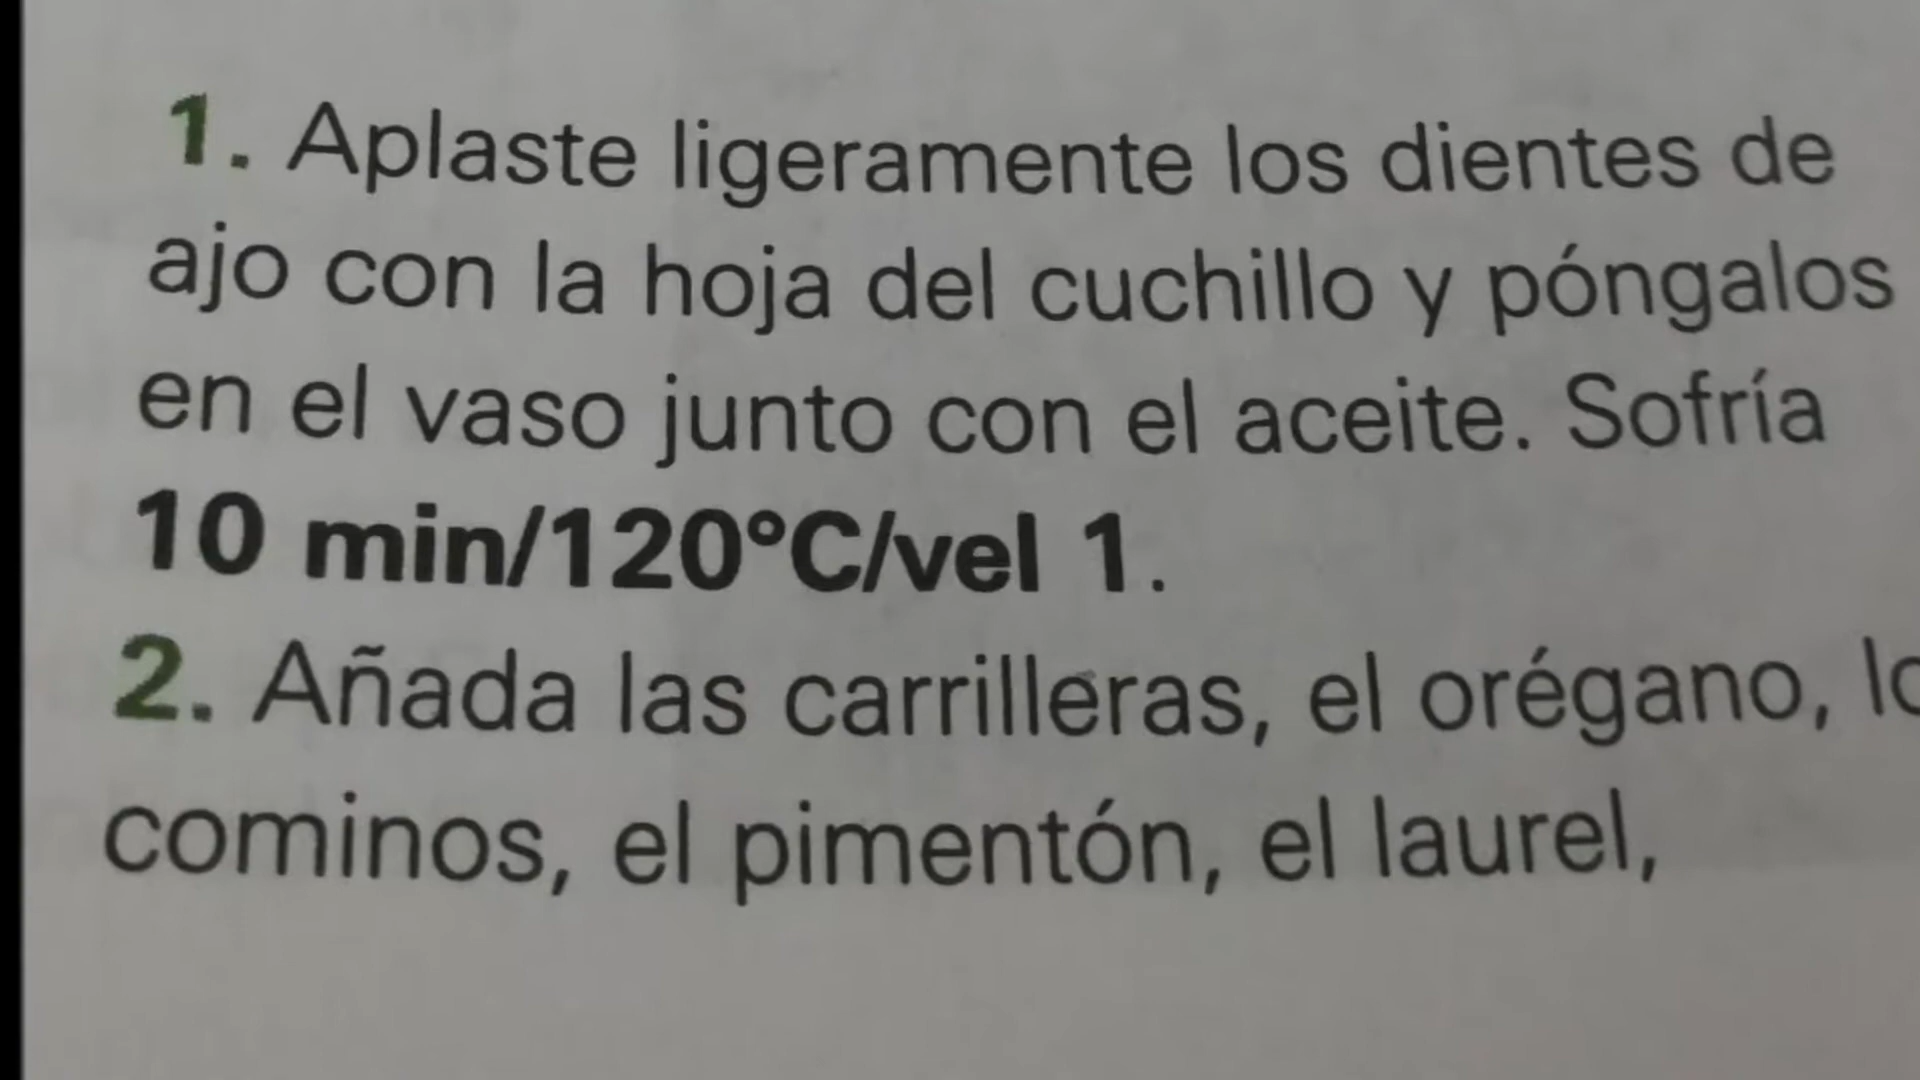 1. Aplaste ligeramente los dientes de
ajo con la hoja del cuchillo y póngalos
en el vaso junto con el aceite. Sofría
10 min/120°C/vel 1.
2. Añada las carrilleras, el orégano,
cominos, el pimentón, el laurel,